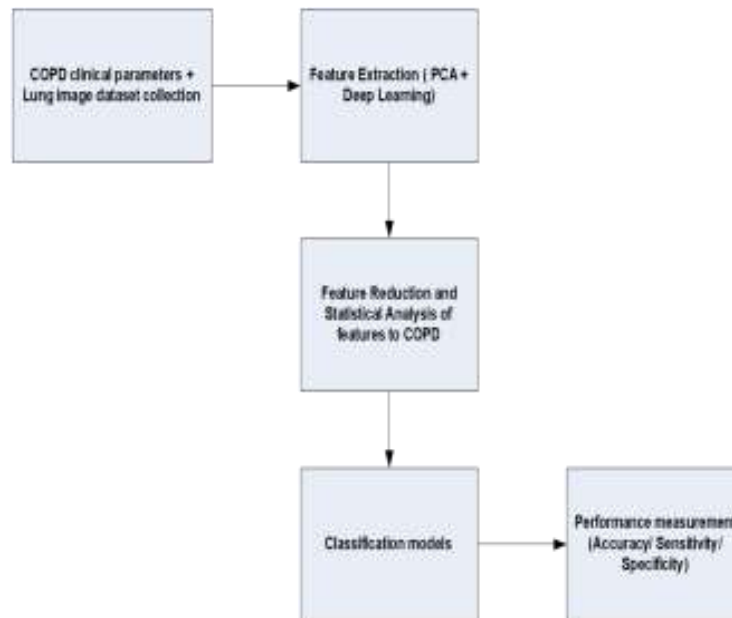 COPD clinical parameters +
Lung image dataset collection
Feature Extraction ( PCA +
Deep Learning)
Feature Reduction and
Statistical Analysis of
features to COPD
Classification models
Performance measuremen
(Accuracy/ Sensitivity/
Specificity)